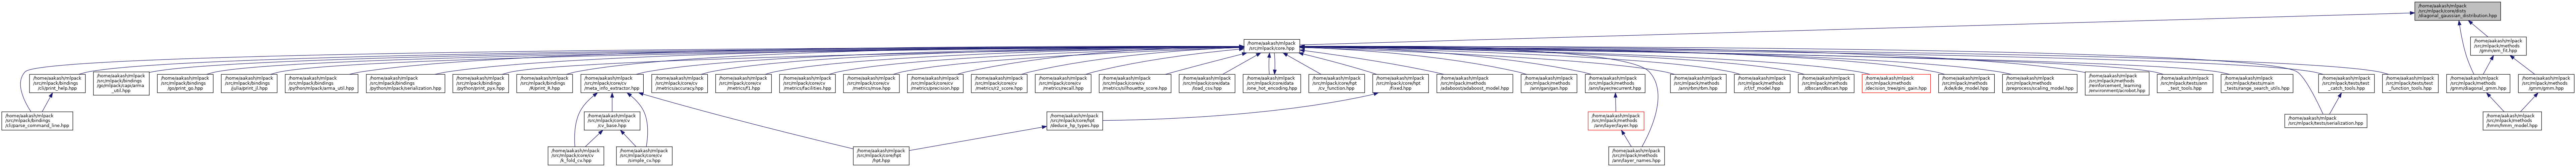 /home/aakash/mlpack
/src/mlpack/core/dists
/diagonal_gaussian_distribution.hpp
/home/aakash/mlpack
/src/mlpack/core.hpp
/home/aakash/mlpack
/src/mlpack/methods
/gmm/em_fit.hpp
/home/aakash/mlpack
/src/mlpack/bindings
/cli/print_help.hpp
/home/aakash/mlpack
/src/mlpack/bindings
/go/mlpack/capi/arma
_util.hpp
/home/aakash/mlpack
/src/mlpack/bindings
/go/print_go.hpp
/home/aakash/mlpack
/src/mlpack/bindings
/julia/print_jl.hpp
/home/aakash/mlpack
/src/mlpack/bindings
/python/mlpack/arma_util.hpp
/home/aakash/mlpack
/src/mlpack/bindings
/python/mlpack/serialization.hpp
/home/aakash/mlpack
/src/mlpack/bindings
/python/print_pyx.hpp
/home/aakash/mlpack
/src/mlpack/bindings
/R/print_R.hpp
/home/aakash/mlpack
/src/mlpack/core/cv
/meta_info_extractor.hpp
/home/aakash/mlpack
/src/mlpack/core/cv
/metrics/accuracy.hpp
/home/aakash/mlpack
/src/mlpack/core/cv
/metrics/f1.hpp
/home/aakash/mlpack
/src/mlpack/core/cv
/metrics/facilities.hpp
/home/aakash/mlpack
/src/mlpack/core/cv
/metrics/mse.hpp
/home/aakash/mlpack
/src/mlpack/core/cv
/metrics/precision.hpp
/home/aakash/mlpack
/src/mlpack/core/cv
/metrics/r2_score.hpp
/home/aakash/mlpack
/src/mlpack/core/cv
/metrics/recall.hpp
/home/aakash/mlpack
/src/mlpack/core/cv
/metrics/silhouette_score.hpp
/home/aakash/mlpack
/src/mlpack/core/data
/load_csv.hpp
/home/aakash/mlpack
/src/mlpack/core/data
/one_hot_encoding.hpp
/home/aakash/mlpack
/src/mlpack/core/hpt
/cv_function.hpp
/home/aakash/mlpack
/src/mlpack/core/hpt
/fixed.hpp
/home/aakash/mlpack
/src/mlpack/methods
/adaboost/adaboost_model.hpp
/home/aakash/mlpack
/src/mlpack/methods
/ann/gan/gan.hpp
/home/aakash/mlpack
/src/mlpack/methods
/ann/layer/recurrent.hpp
/home/aakash/mlpack
/src/mlpack/methods
/ann/rbm/rbm.hpp
/home/aakash/mlpack
/src/mlpack/methods
/cf/cf_model.hpp
/home/aakash/mlpack
/src/mlpack/methods
/dbscan/dbscan.hpp
/home/aakash/mlpack
/src/mlpack/methods
/decision_tree/gini_gain.hpp
/home/aakash/mlpack
/src/mlpack/methods
/kde/kde_model.hpp
/home/aakash/mlpack
/src/mlpack/methods
/preprocess/scaling_model.hpp
/home/aakash/mlpack
/src/mlpack/methods
/reinforcement_learning
/environment/acrobot.hpp
/home/aakash/mlpack
/src/mlpack/tests/ann
_test_tools.hpp
/home/aakash/mlpack
/src/mlpack/tests/main
_tests/range_search_utils.hpp
/home/aakash/mlpack
/src/mlpack/tests/test
_catch_tools.hpp
/home/aakash/mlpack
/src/mlpack/tests/test
_function_tools.hpp
/home/aakash/mlpack
/src/mlpack/methods
/gmm/diagonal_gmm.hpp
/home/aakash/mlpack
/src/mlpack/methods
/gmm/gmm.hpp
/home/aakash/mlpack
/src/mlpack/bindings
/cli/parse_command_line.hpp
/home/aakash/mlpack
/src/mlpack/core/cv
/cv_base.hpp
/home/aakash/mlpack
/src/mlpack/core/hpt
/deduce_hp_types.hpp
/home/aakash/mlpack
/src/mlpack/methods
/ann/layer/layer.hpp
/home/aakash/mlpack
/src/mlpack/tests/serialization.hpp
/home/aakash/mlpack
/src/mlpack/methods
/hmm/hmm_model.hpp
/home/aakash/mlpack
/src/mlpack/core/cv
/k_fold_cv.hpp
/home/aakash/mlpack
/src/mlpack/core/cv
/simple_cv.hpp
/home/aakash/mlpack
/src/mlpack/core/hpt
/hpt.hpp
/home/aakash/mlpack
/src/mlpack/methods
/ann/layer_names.hpp